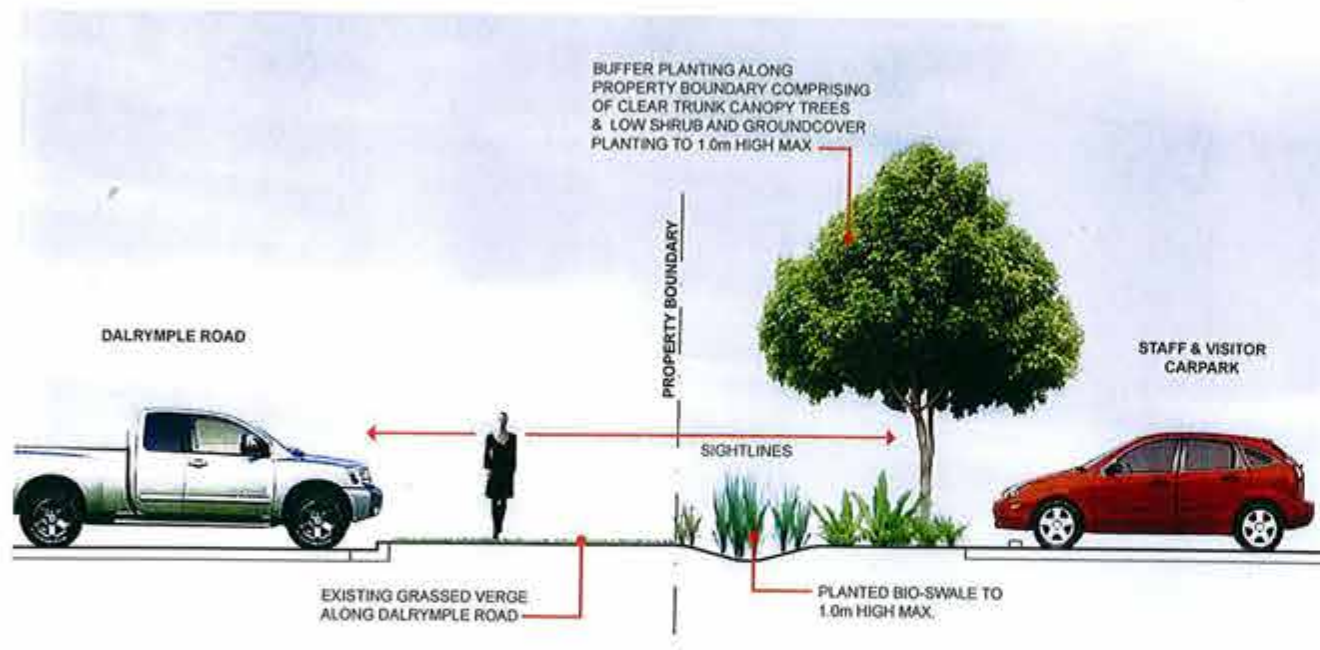 BUFFER PLANTING ALONG
PROPERTY BOUNDARY COMPRISING
OF CLEAR TRUNK CANOPY TREES
& LOW SHRUB AND GROUNDCOVER
PLANTING TO 1.0m HIGH MAX
PROPERTY BOUNDARY
DALRYMPLE ROAD
STAFF & VISITOR
CARPARK
SIGHTLINES
EXISTING GRASSED VERGE
ALONG DALRYMPLE ROAD
PLANTED BIO-SWALE TO
1.0m HIGH MAX.